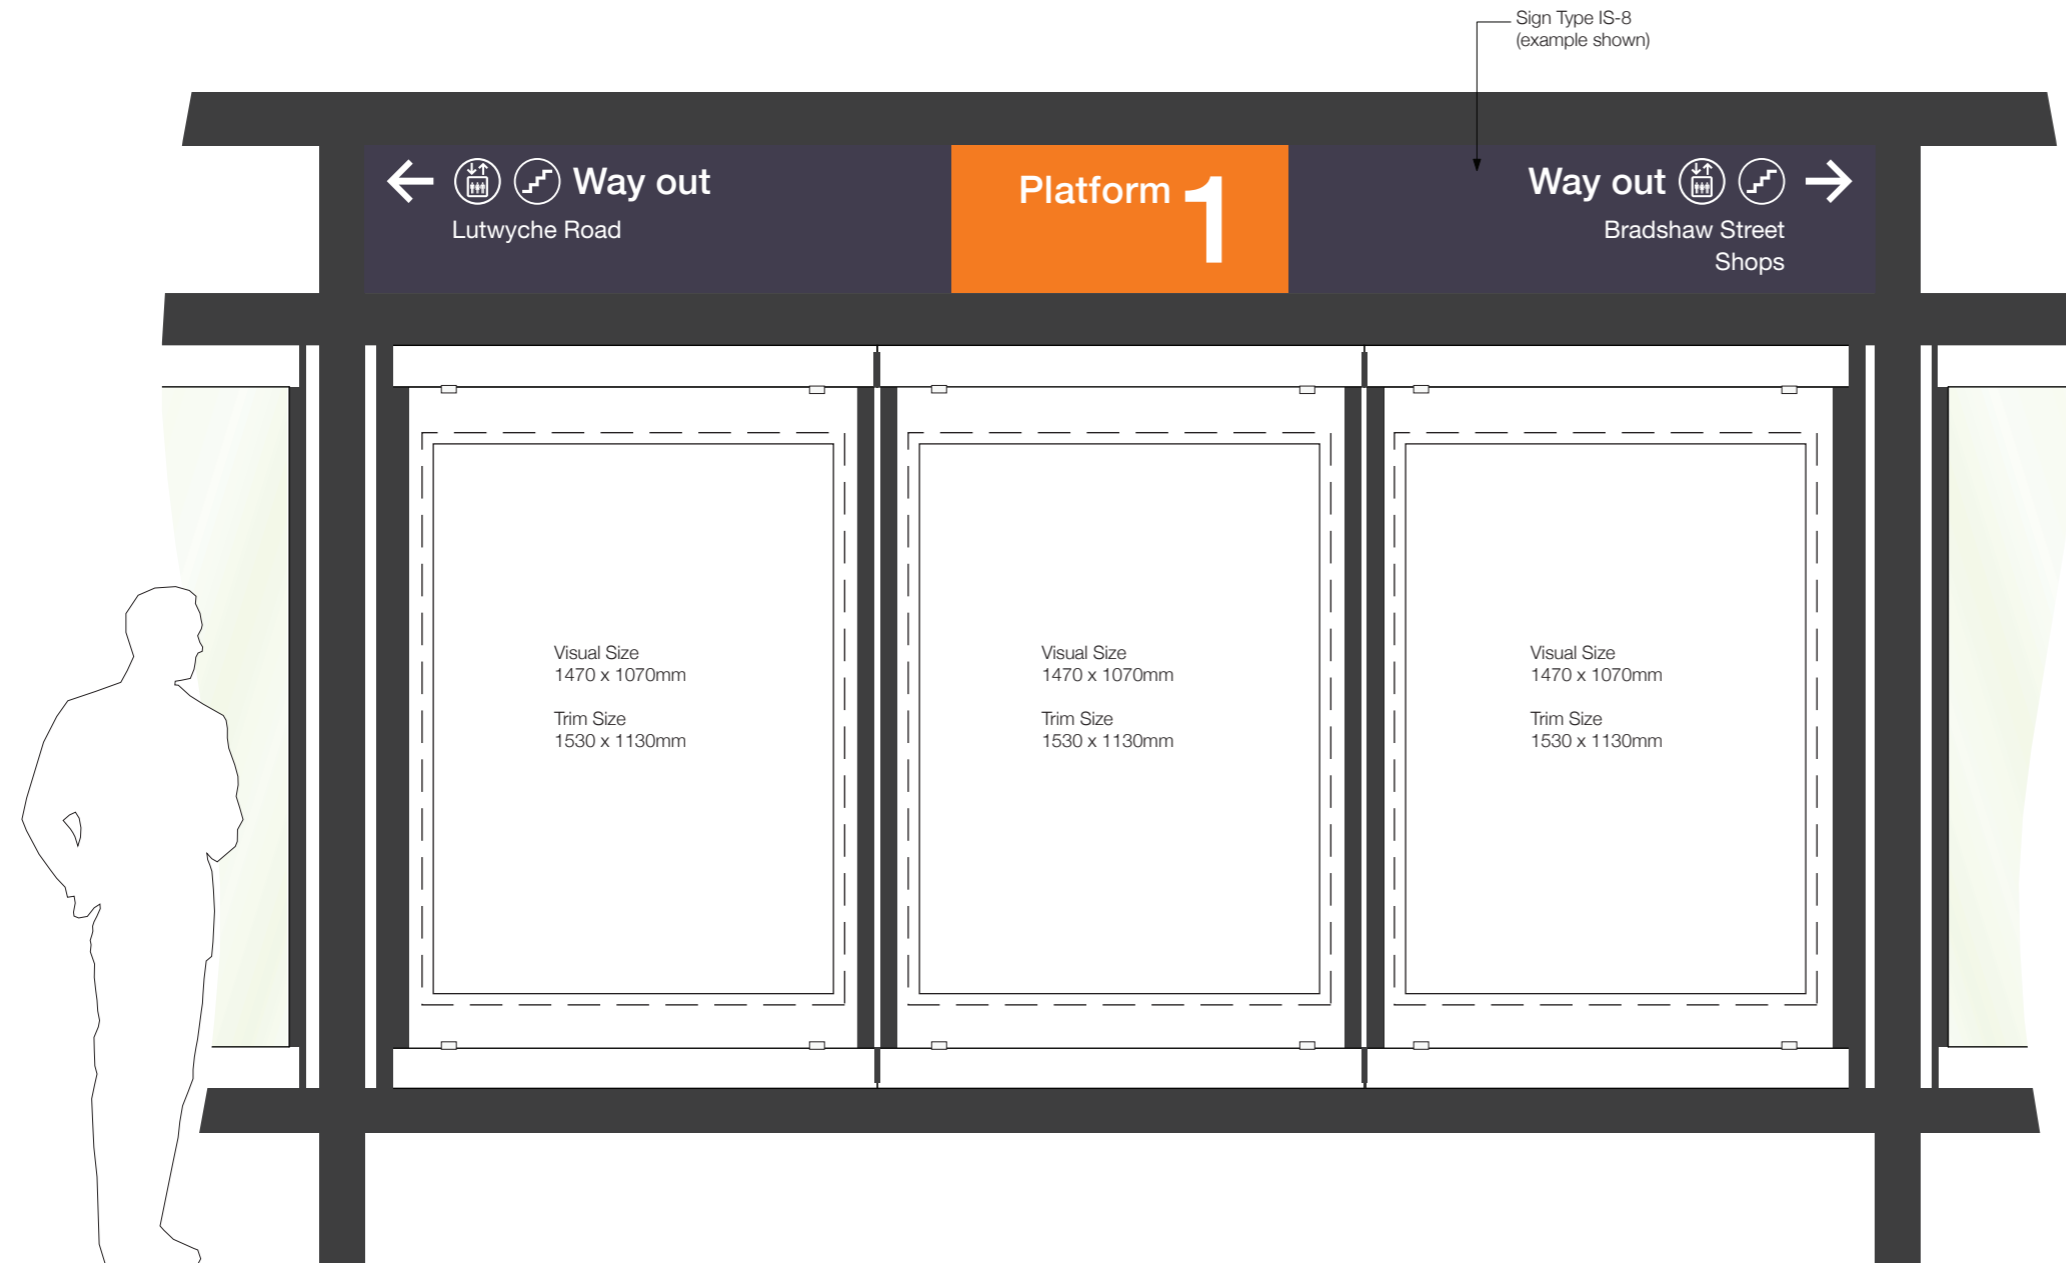 Sign Type IS-8
(example shown)
Way out
Lutwyche Road
Platform 1
Way out
Bradshaw Street
Shops
Visual Size
1470 x 1070mm
Trim Size
1530 x 1130mm
Visual Size
1470 x 1070mm
Trim Size
1530 x 1130mm
Visual Size
1470 x 1070mm
Trim Size
1530 x 1130mm